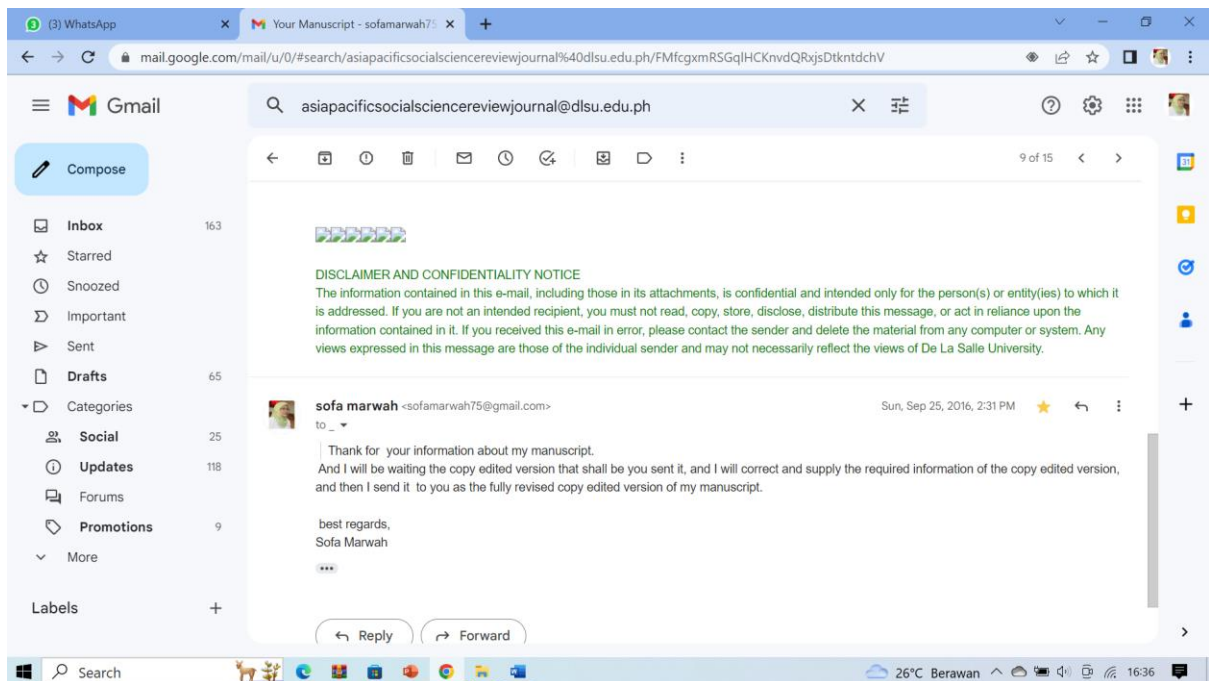 (3) WhatsApp
Your Manuscript - sofamarwah75
mail.google.com/mail/u/0/#search/asiapacificsocialsciencereviewjournal%40dlsu.edu.ph/FMfcgxmRSGqlHCKnvdQRxjsDtkntdchV
Gmail
asiapacificsocialsciencereviewjournal@dlsu.edu.ph
Compose
9 of 15
31
Inbox 163
Starred
Snoozed
Important
Sent
Drafts 65
Categories
Social 25
Updates 118
Forums
Promotions 9
More
Labels
DISCLAIMER AND CONFIDENTIALITY NOTICE
The information contained in this e-mail, including those in its attachments, is confidential and intended only for the person(s) or entity(ies) to which it
is addressed. If you are not an intended recipient, you must not read, copy, store, disclose, distribute this message, or act in reliance upon the
information contained in it. If you received this e-mail in error, please contact the sender and delete the material from any computer or system. Any
views expressed in this message are those of the individual sender and may not necessarily reflect the views of De La Salle University.
sofa marwah <sofamarwah75@gmail.com> Sun, Sep 25, 2016, 2:31 PM
to _
Thank for your information about my manuscript.
And I will be waiting the copy edited version that shall be you sent it, and I will correct and supply the required information of the copy edited version,
and then I send it to you as the fully revised copy edited version of my manuscript.
best regards,
Sofa Marwah
Reply Forward
Search
26°C Berawan
16:36